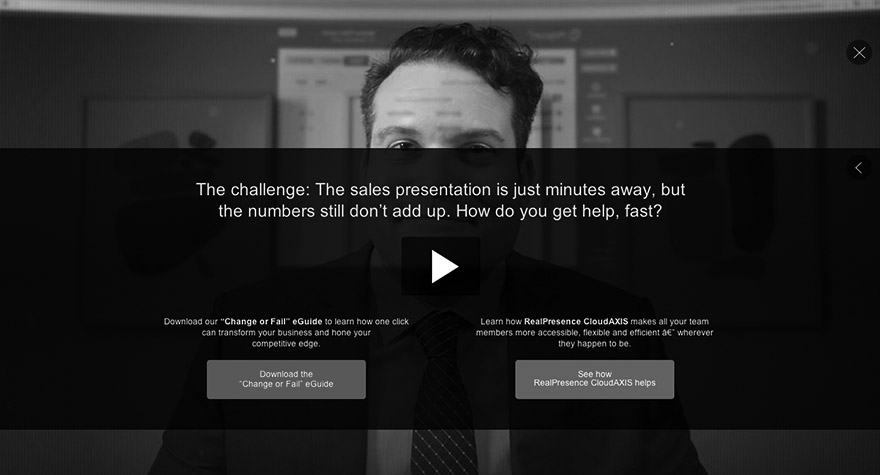 The challenge: The sales presentation is just minutes away, but
the numbers still don't add up. How do you get help, fast?
Download our "Change or Fail" eGuide to learn how one click
can transform your business and hone your
competitive edge.
Learn how RealPresence CloudAXIS makes all your team
members more accessible, flexible and efficient â€" wherever
they happen to be.
Download the
"Change or Fail" eGuide
See how
RealPresence CloudAXIS helps